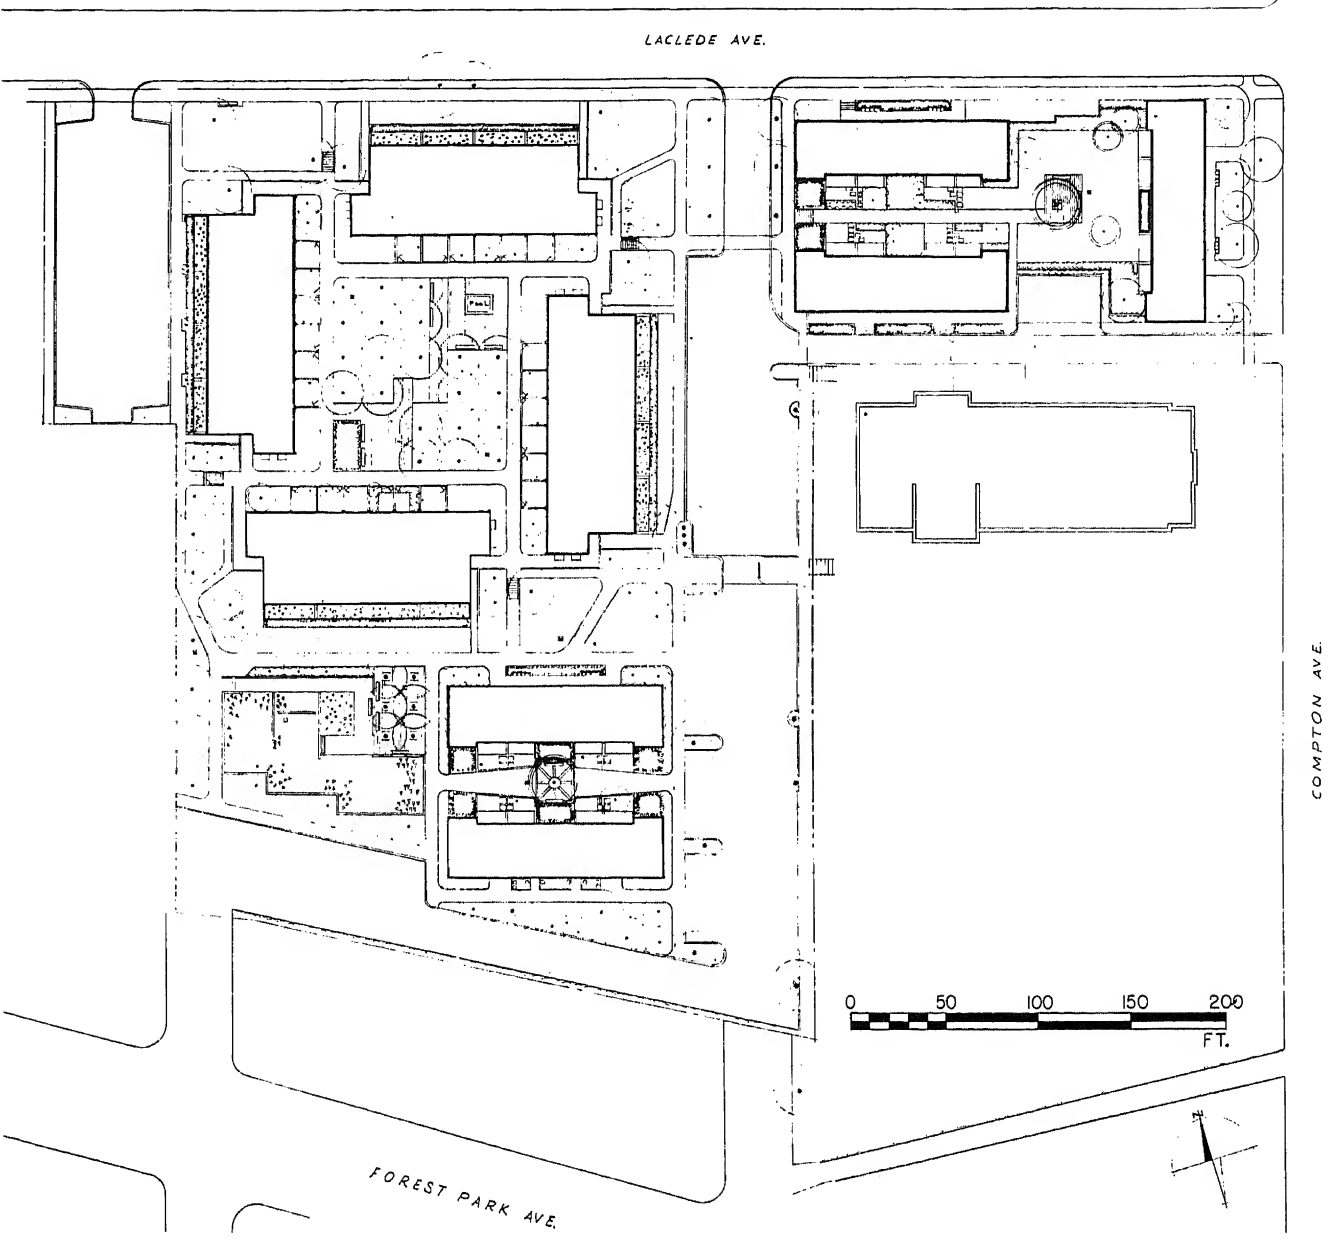 LACLEDE AVE.
POOL
COMPTON AVE.
0 50 100 150 200
FT.
N
FOREST PARK AVE.